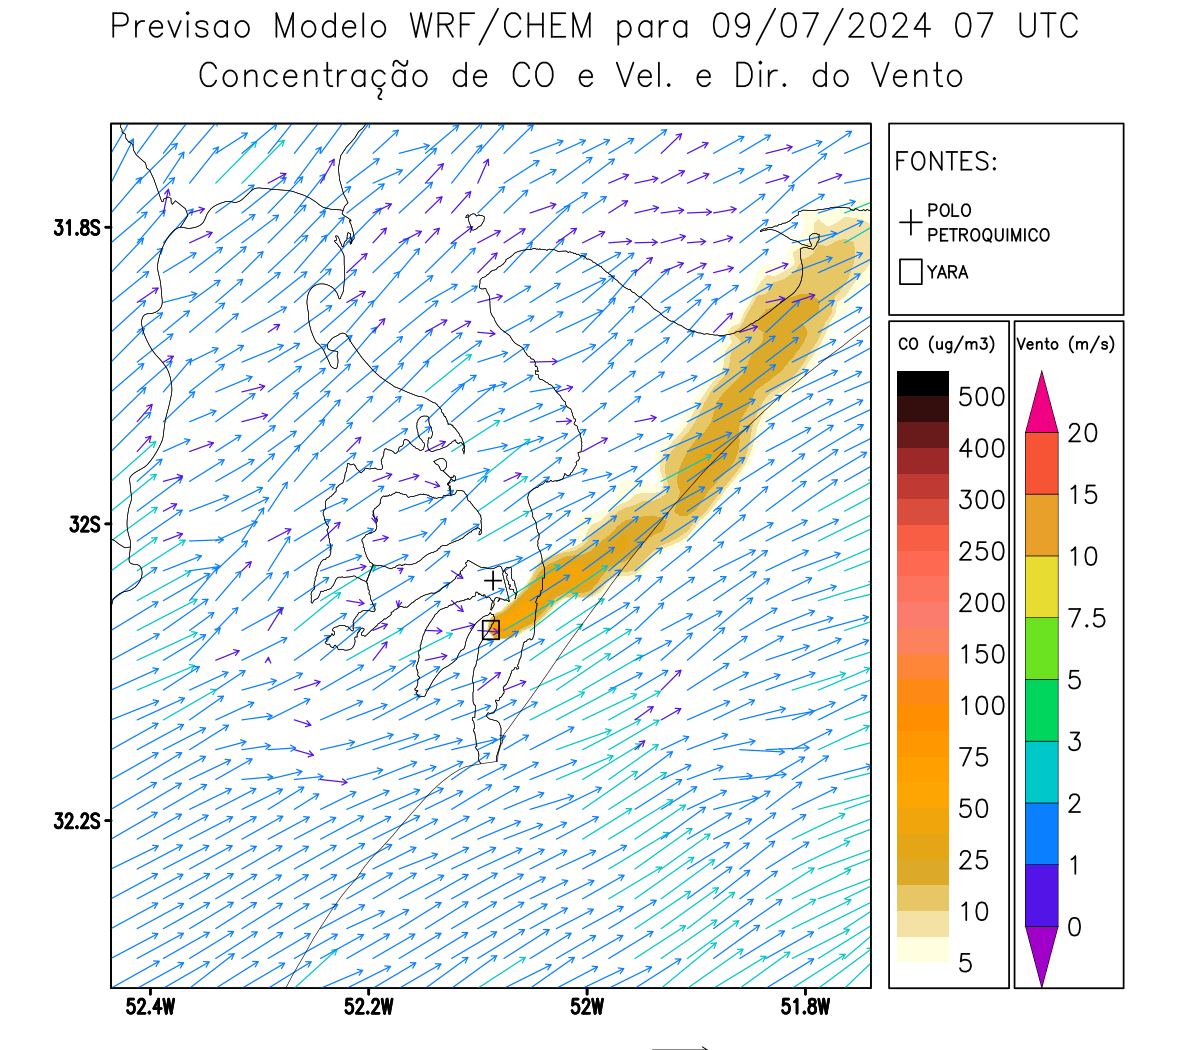 Previsao Modelo WRF/CHEM para 09/07/2024 07 UTC
Concentração de CO e Vel. e Dir. do Vento
FONTES:
POLO
PETROQUIMICO
YARA
CO (ug/m3)
500
400
300
250
200
150
100
75
50
25
10
5
Vento (m/s)
20
15
10
7.5
5
3
2
1
0
31.8S
32S
32.2S
52.4W
52.2W
52W
51.8W